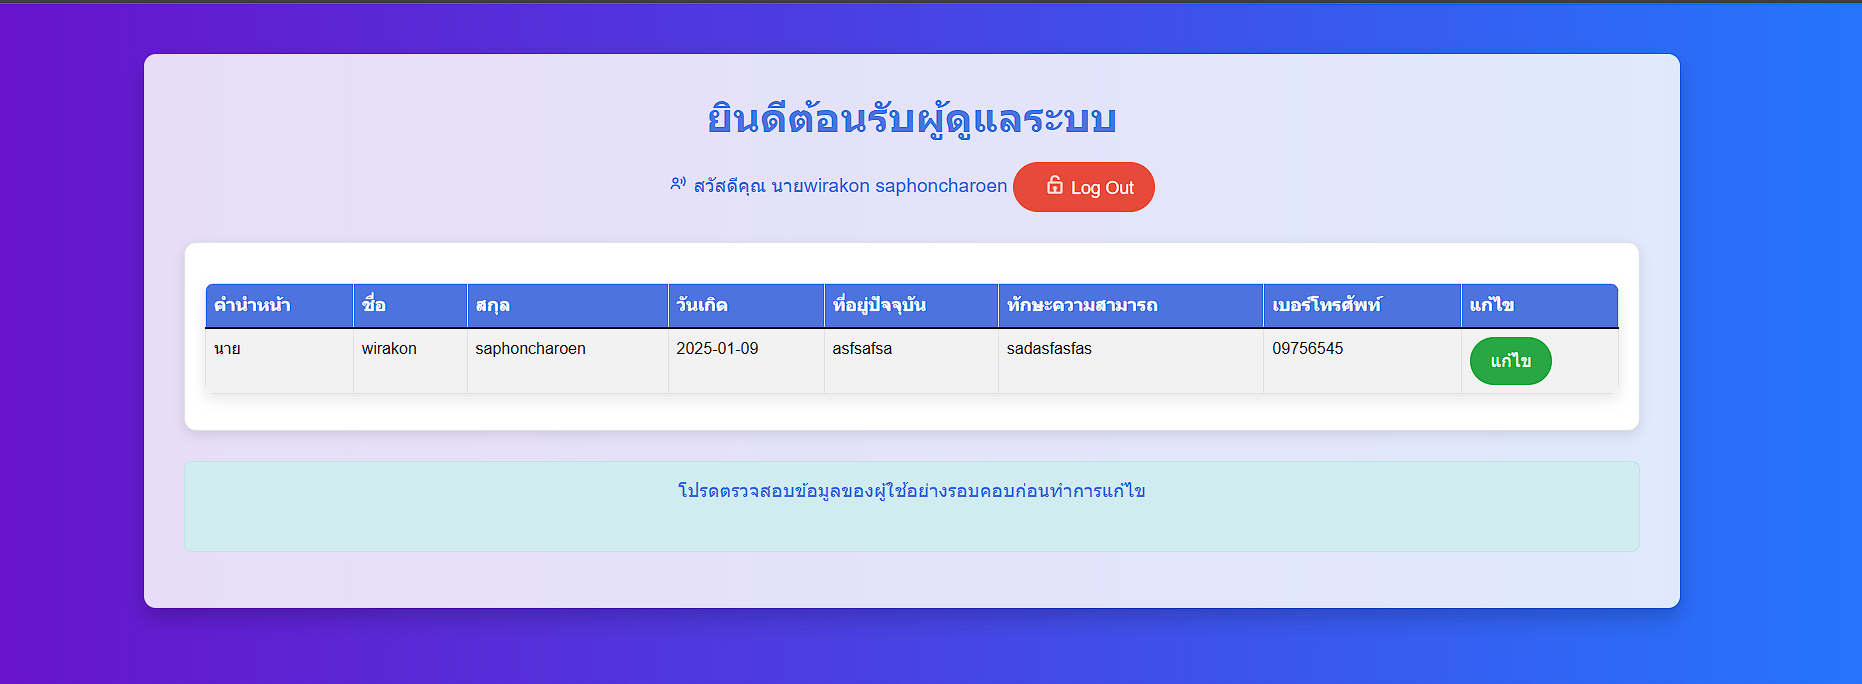 ยินดีต้อนรับผู้ดูแลระบบ
สวัสดีคุณ นายwirakon saphoncharoen Log Out
คำนำหน้า ชื่อ สกุล วันเกิด ที่อยู่ปัจจุบัน ทักษะความสามารถ เบอร์โทรศัพท์ แก้ไข
นาย wirakon saphoncharoen 2025-01-09 asfsafsa sadasfasfas 09756545 แก้ไข
โปรดตรวจสอบข้อมูลของผู้ใช้อย่างรอบคอบก่อนทำการแก้ไข